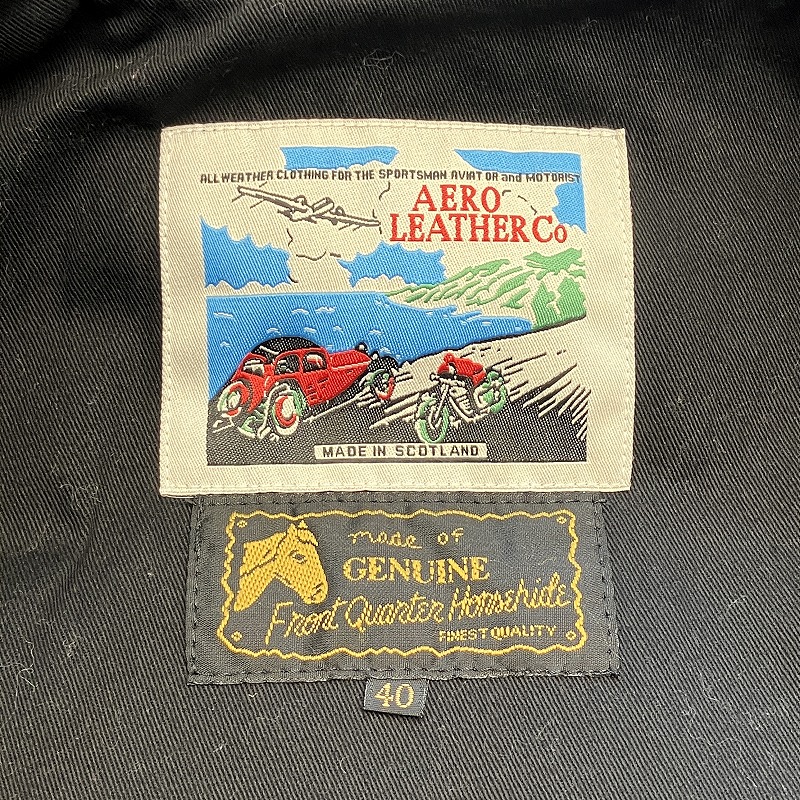 ALL WEATHER CLOTHING FOR THE SPORTSMAN AVIATOR and MOTORIST
AERO
LEATHER Co
MADE IN SCOTLAND
made of
GENUINE
Front Quarter Horsehide
FINEST QUALITY
40